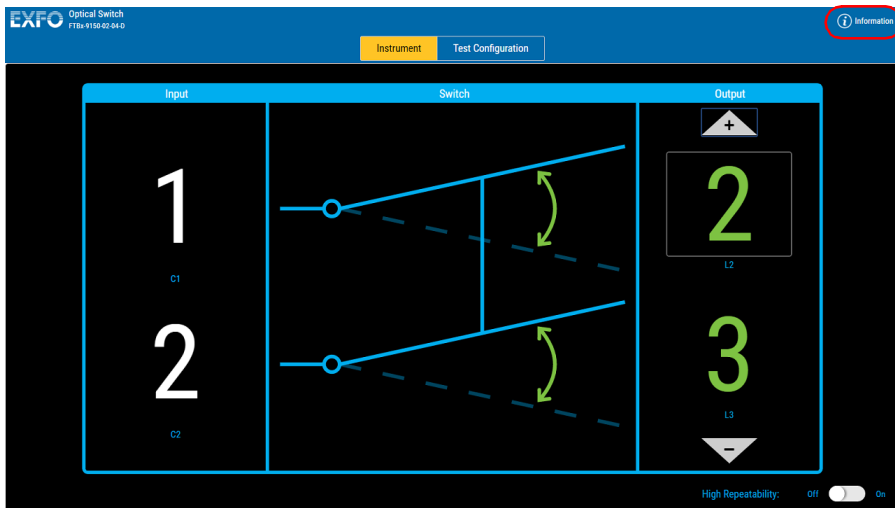 EXFO Optical Switch
FTBx-9150-02-04-D
i Information
Instrument Test Configuration
Input Switch Output
+
1 2
C1 L2
2 3
C2 L3
−
High Repeatability: Off On